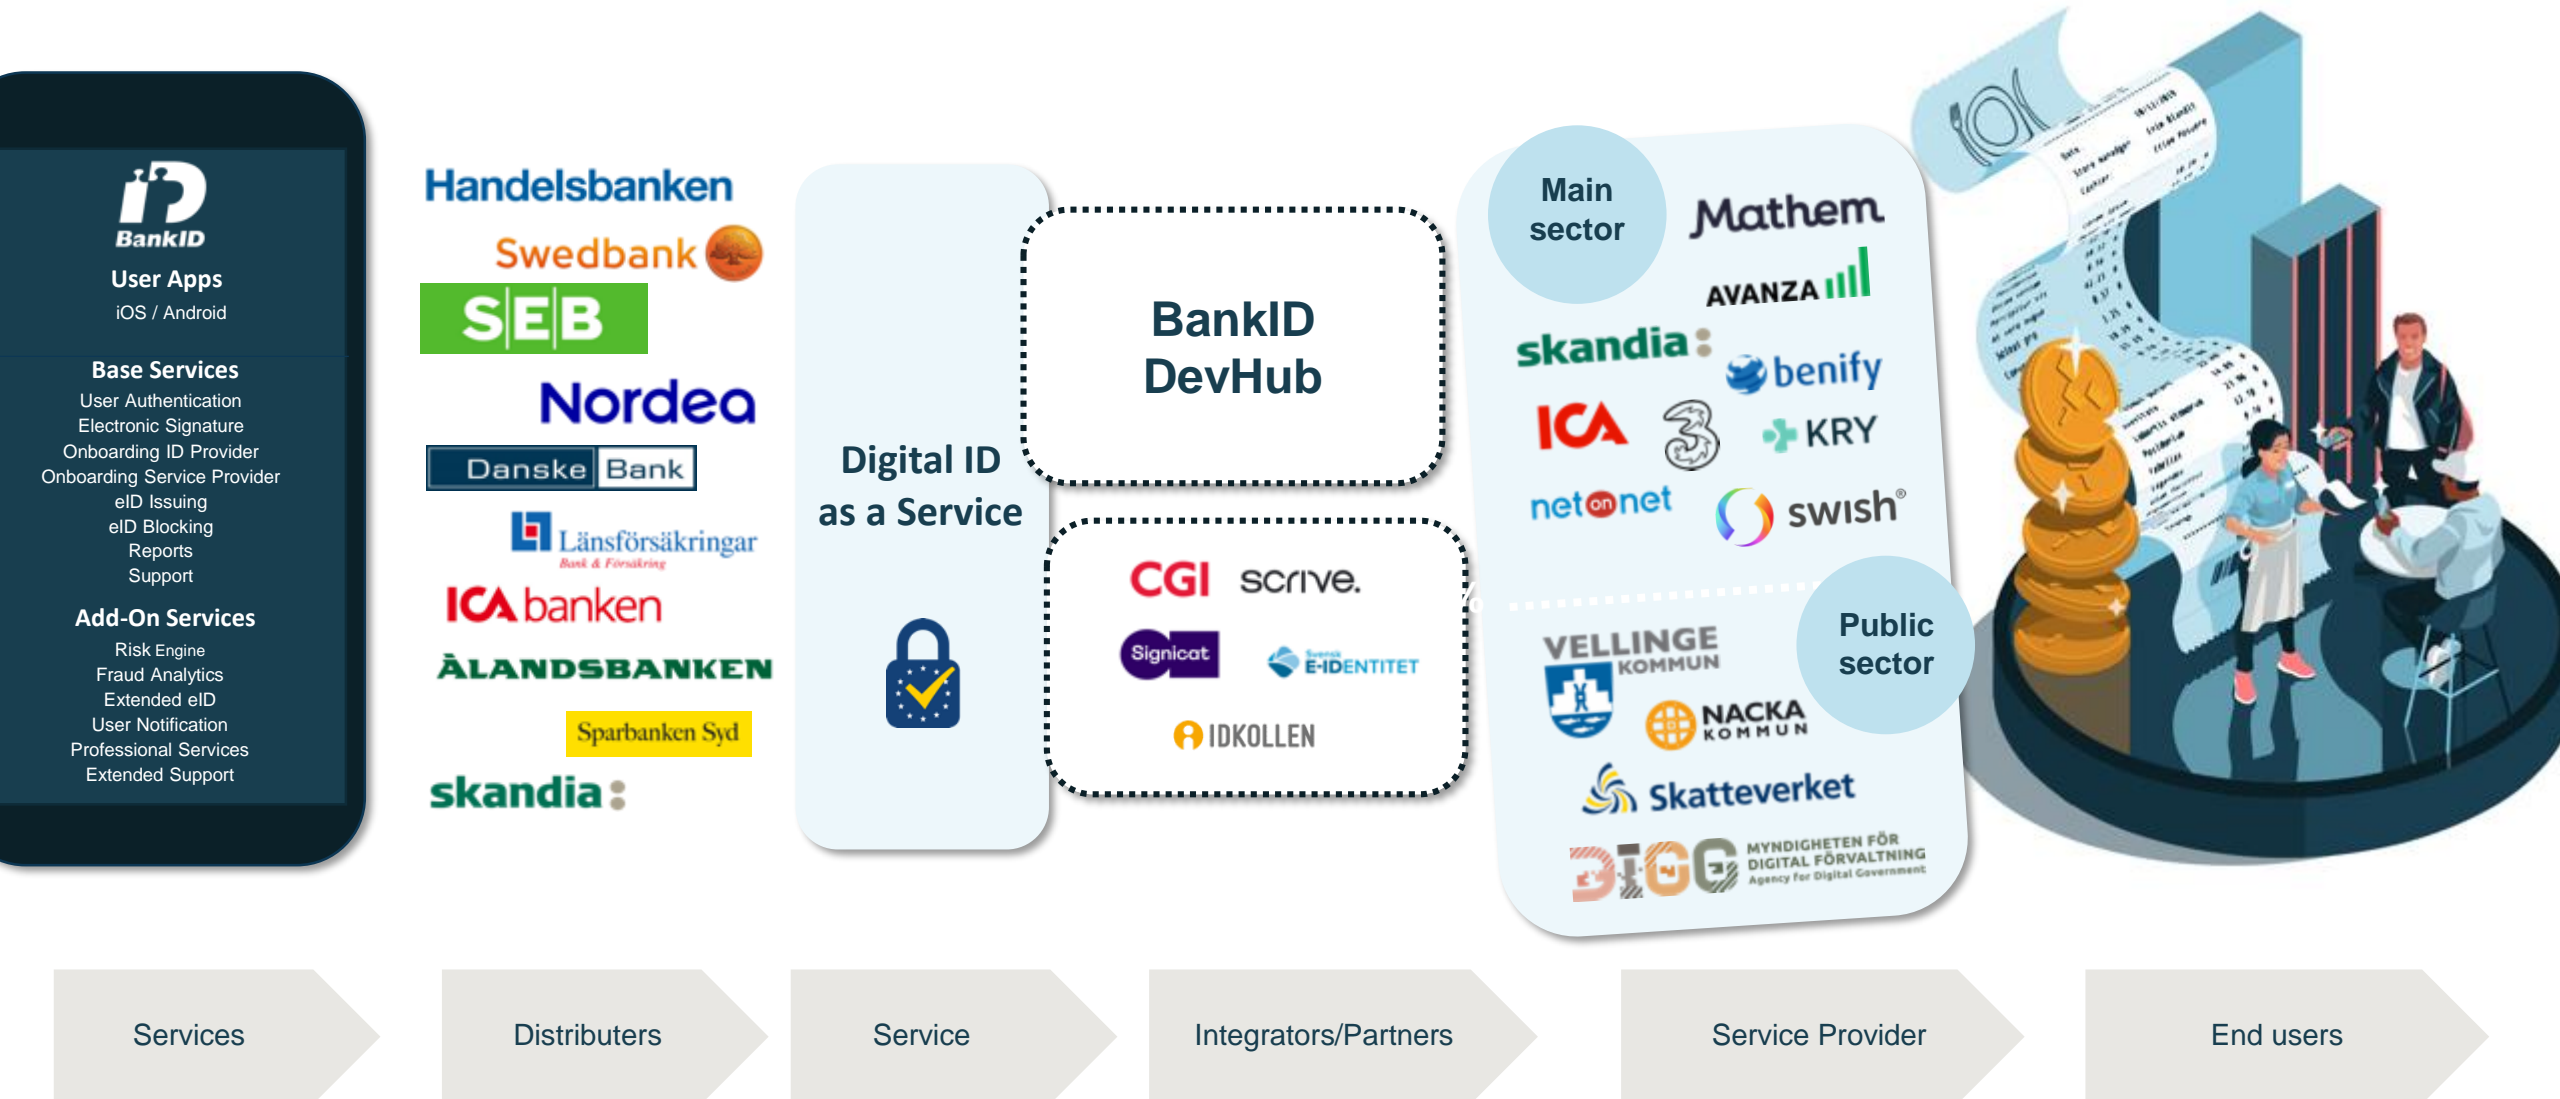 BankID
User Apps
iOS / Android
Base Services
User Authentication
Electronic Signature
Onboarding ID Provider
Onboarding Service Provider
eID Issuing
eID Blocking
Reports
Support
Add-On Services
Risk Engine
Fraud Analytics
Extended eID
User Notification
Professional Services
Extended Support
Handelsbanken
Swedbank
SEB
Nordea
Danske Bank
Länsförsäkringar
Bank & Försäkring
ICA banken
ÅLANDSBANKEN
Sparbanken Syd
skandia:
Digital ID
as a Service
BankID
DevHub
CGI
scrive.
Signicat
Svensk
E-IDENTITET
IDKOLLEN
%
Main
sector
Mathem
AVANZA
skandia:
benify
ICA
3
KRY
netonnet
swish®
Public
sector
VELLINGE
KOMMUN
NACKA
KOMMUN
Skatteverket
DIGG
MYNDIGHETEN FÖR
DIGITAL FÖRVALTNING
Agency for Digital Government
Date
Store manager
Cashier
Services
Distributers
Service
Integrators/Partners
Service Provider
End users